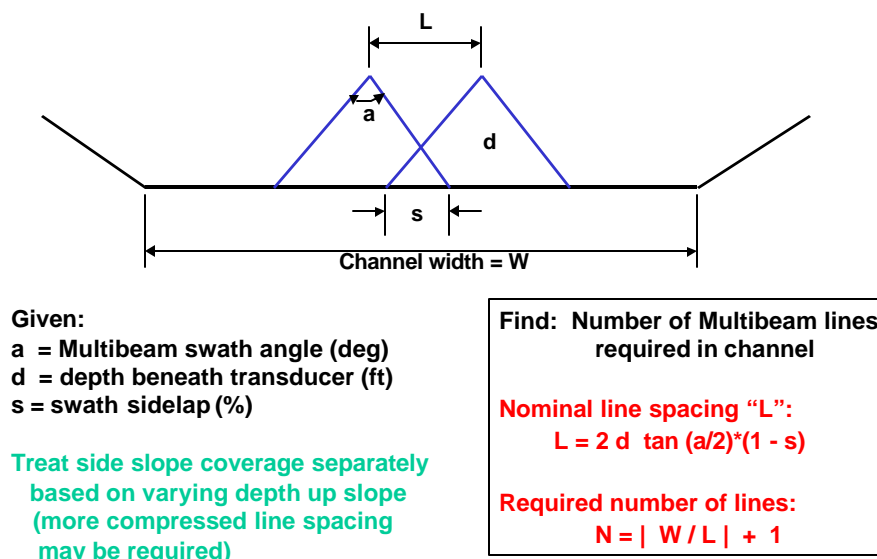 L
a
d
s
Channel width = W
Given:
a = Multibeam swath angle (deg)
d = depth beneath transducer (ft)
s = swath sidelap (%)
Treat side slope coverage separately
based on varying depth up slope
(more compressed line spacing
may be required)
Find: Number of Multibeam lines
required in channel
Nominal line spacing “L”:
L = 2 d tan (a/2)*(1 - s)
Required number of lines:
N = | W / L | + 1